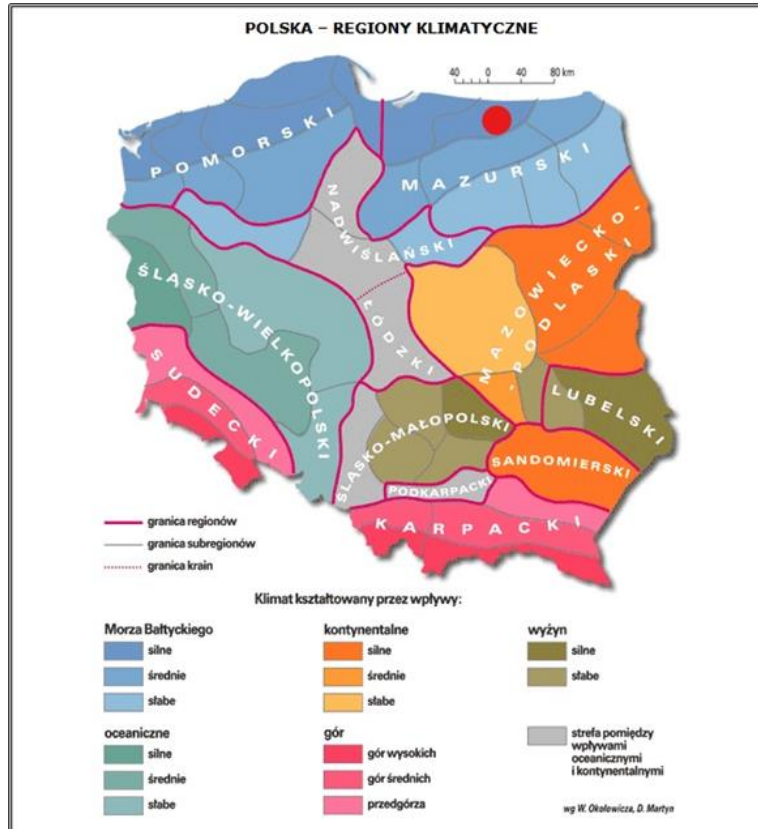 POLSKA – REGIONY KLIMATYCZNE
40 0 40 80 km
POMORSKI
MAZURSKI
NADWIŚLAŃSKI
ŁÓDZKI
MAZOWIECKO-
-PODLASKI
ŚLĄSKO-WIELKOPOLSKI
SUDECKI
ŚLĄSKO-MAŁOPOLSKI
LUBELSKI
SANDOMIERSKI
PODKARPACKI
KARPACKI
granica regionów
granica subregionów
granica krain
Klimat kształtowany przez wpływy:
Morza Bałtyckiego
silne
średnie
słabe
kontynentalne
silne
średnie
słabe
wyżyn
silne
słabe
oceaniczne
silne
średnie
słabe
gór
gór wysokich
gór średnich
przedgórza
strefa pomiędzy
wpływami
oceanicznymi
i kontynentalnymi
wg W. Okołowicza, D. Martyn